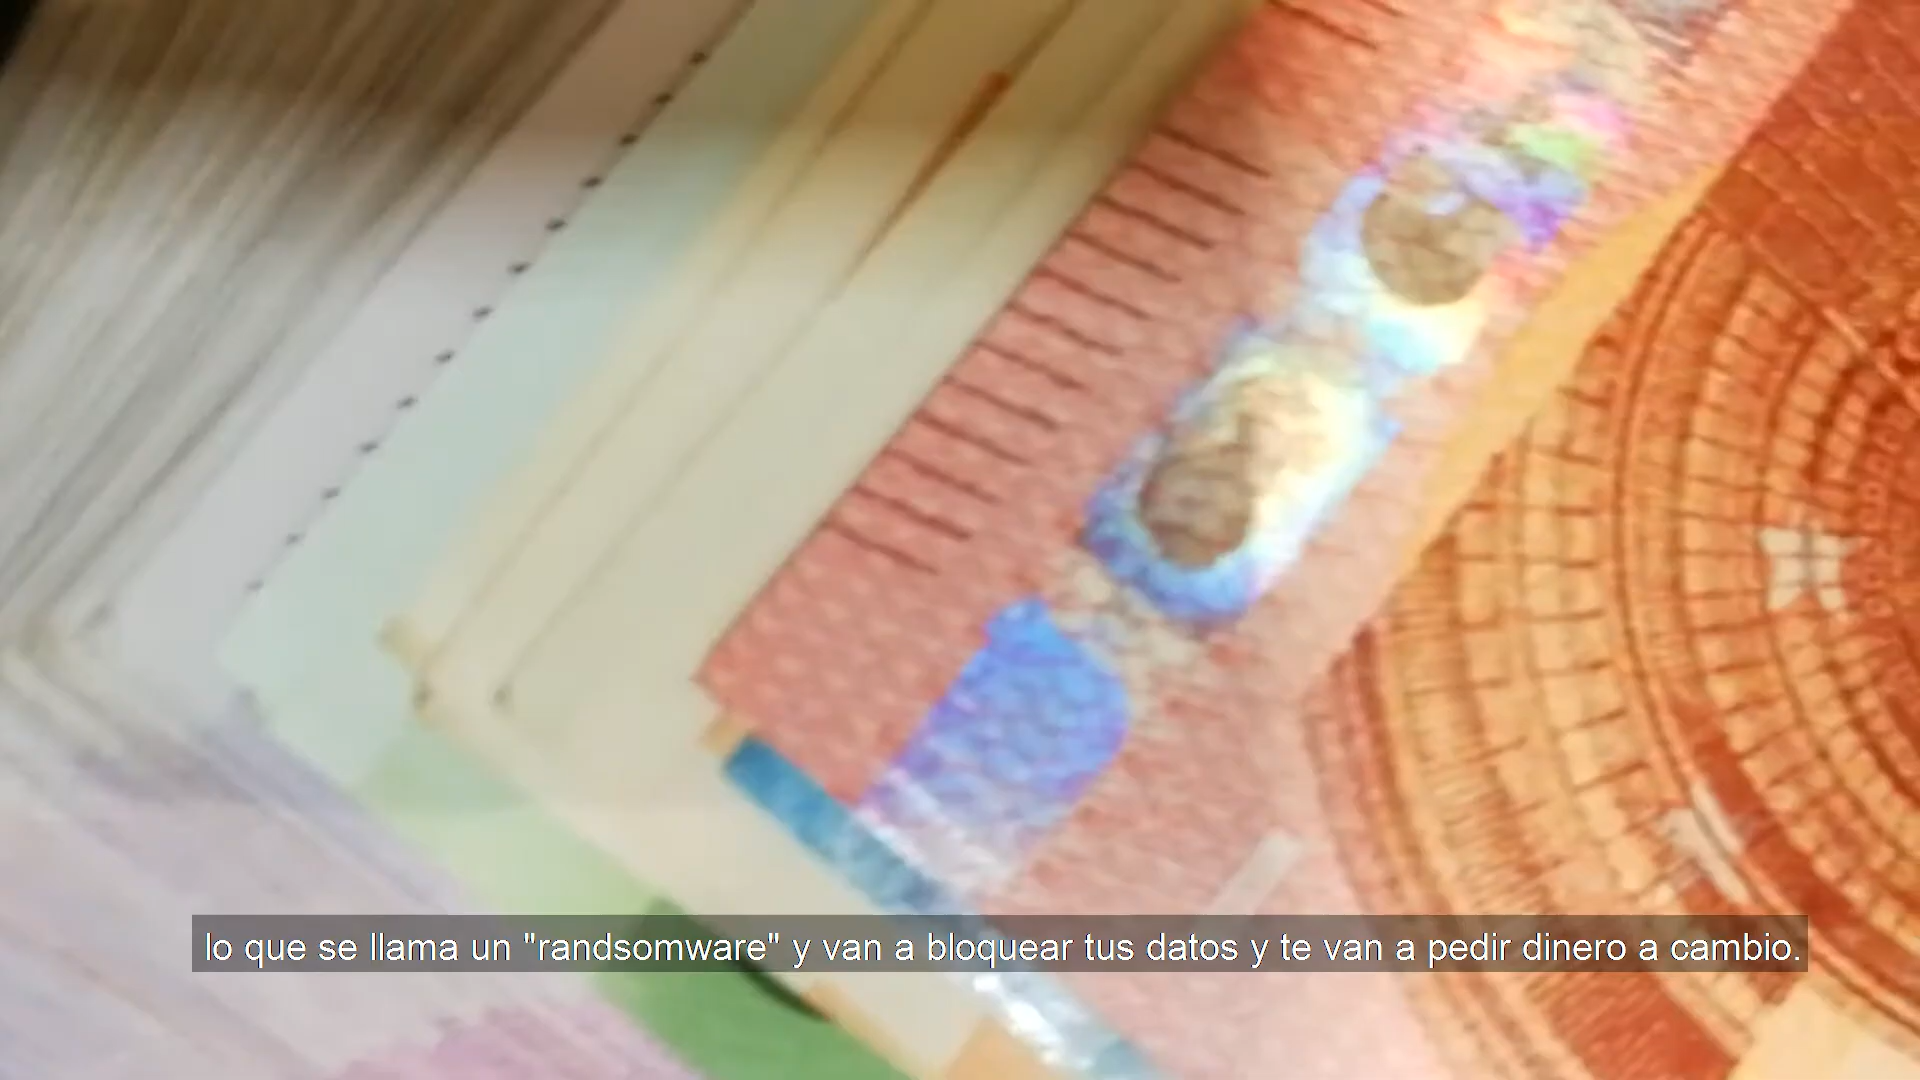 lo que se llama un "randsomware" y van a bloquear tus datos y te van a pedir dinero a cambio.